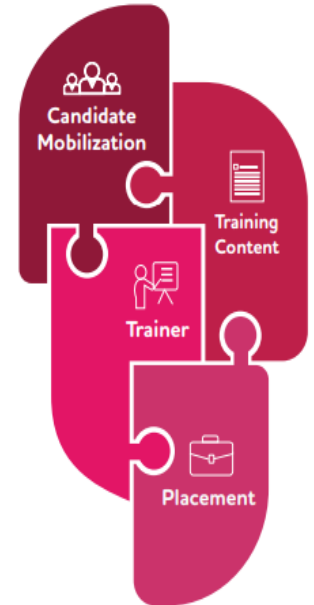 Candidate
Mobilization
Training
Content
Trainer
Placement